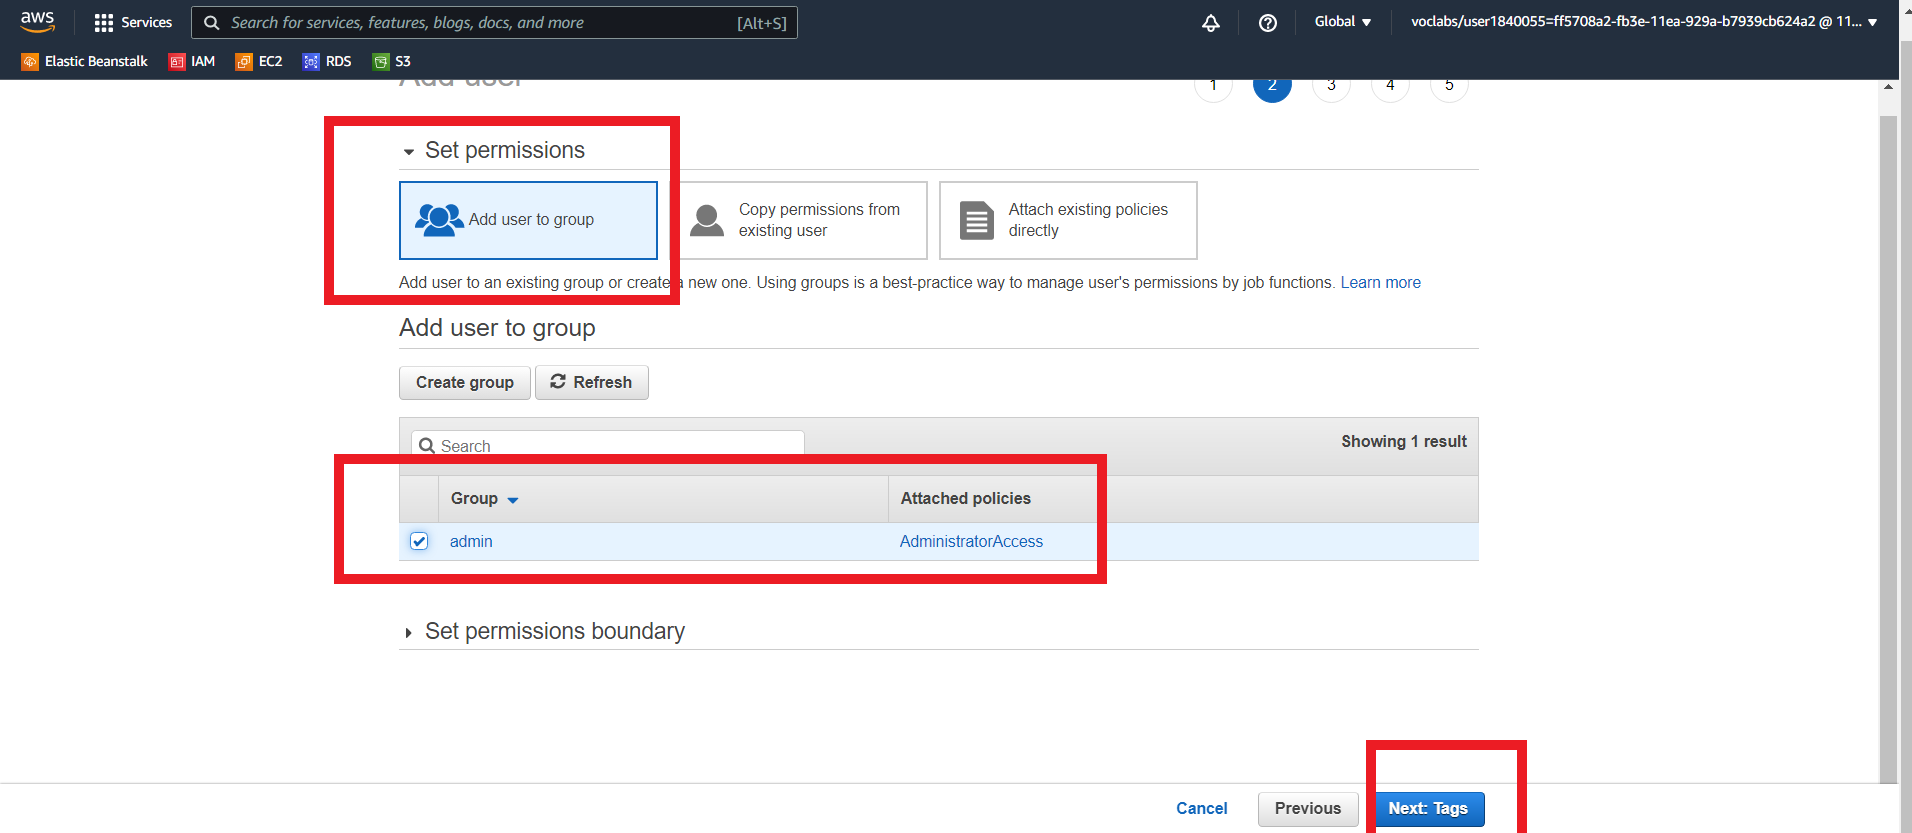 aws Services Search for services, features, blogs, docs, and more [Alt+S] Global voclabs/user1840055=ff5708a2-fb3e-11ea-929a-b7939cb624a2 @ 11...
Elastic Beanstalk IAM EC2 RDS S3
Add user 1 2 3 4 5
Set permissions
Add user to group
Copy permissions from
existing user
Attach existing policies
directly
Add user to an existing group or create a new one. Using groups is a best-practice way to manage user's permissions by job functions. Learn more
Add user to group
Create group Refresh
Search Showing 1 result
Group Attached policies
admin AdministratorAccess
Set permissions boundary
Cancel Previous Next: Tags